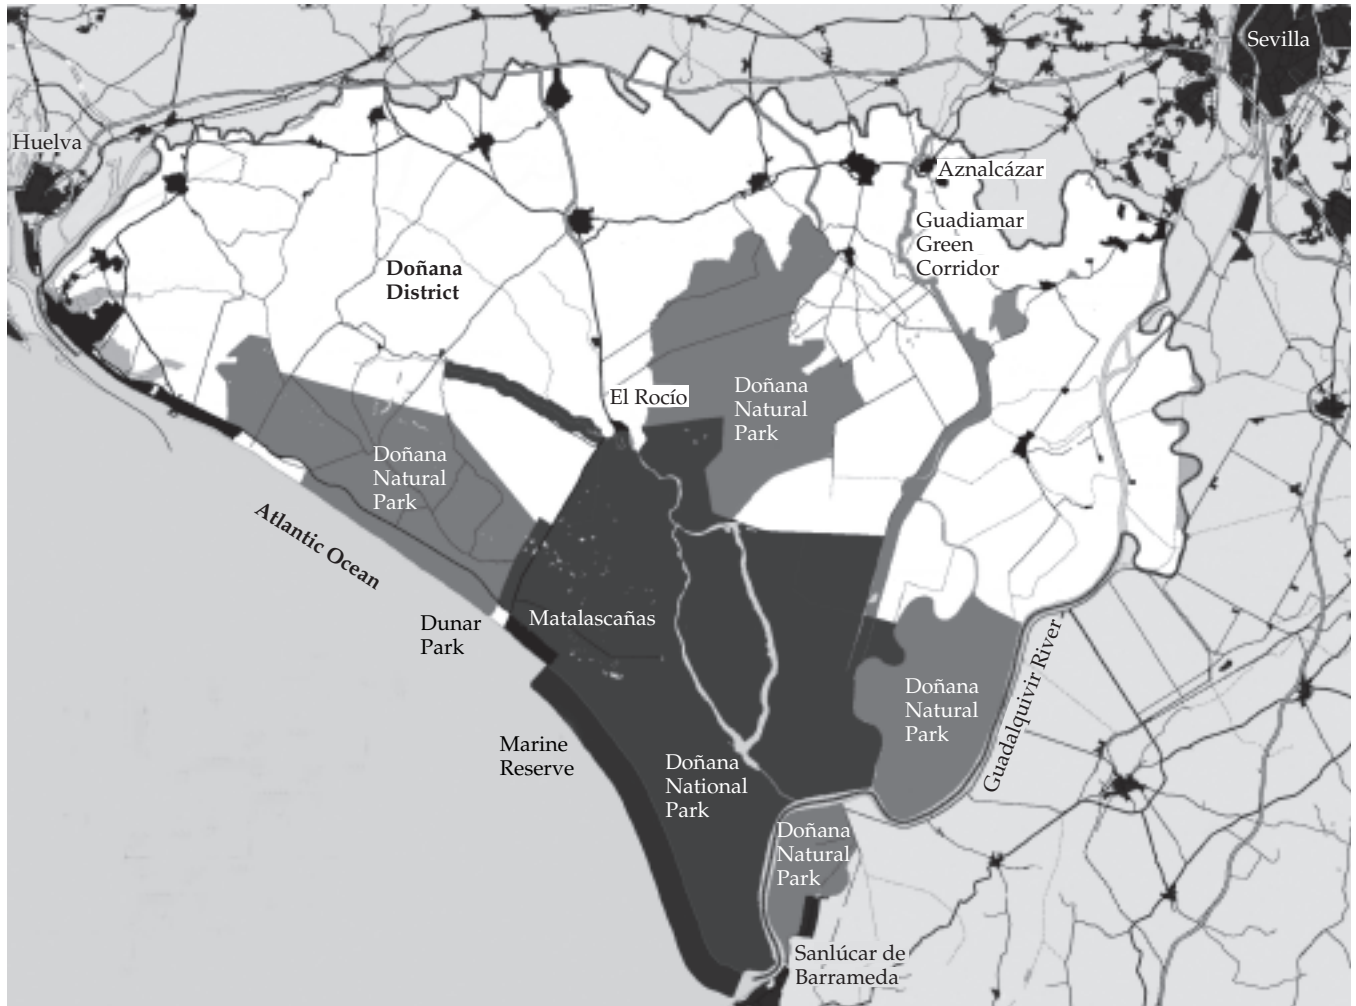 Sevilla
Huelva
Aznalcázar
Guadiamar
Green
Corridor
Doñana
District
El Rocío
Doñana
Natural
Park
Doñana
Natural
Park
Atlantic Ocean
Dunar
Park
Matalascañas
Doñana
Natural
Park
Guadalquivir River
Marine
Reserve
Doñana
National
Park
Doñana
Natural
Park
Sanlúcar de
Barrameda